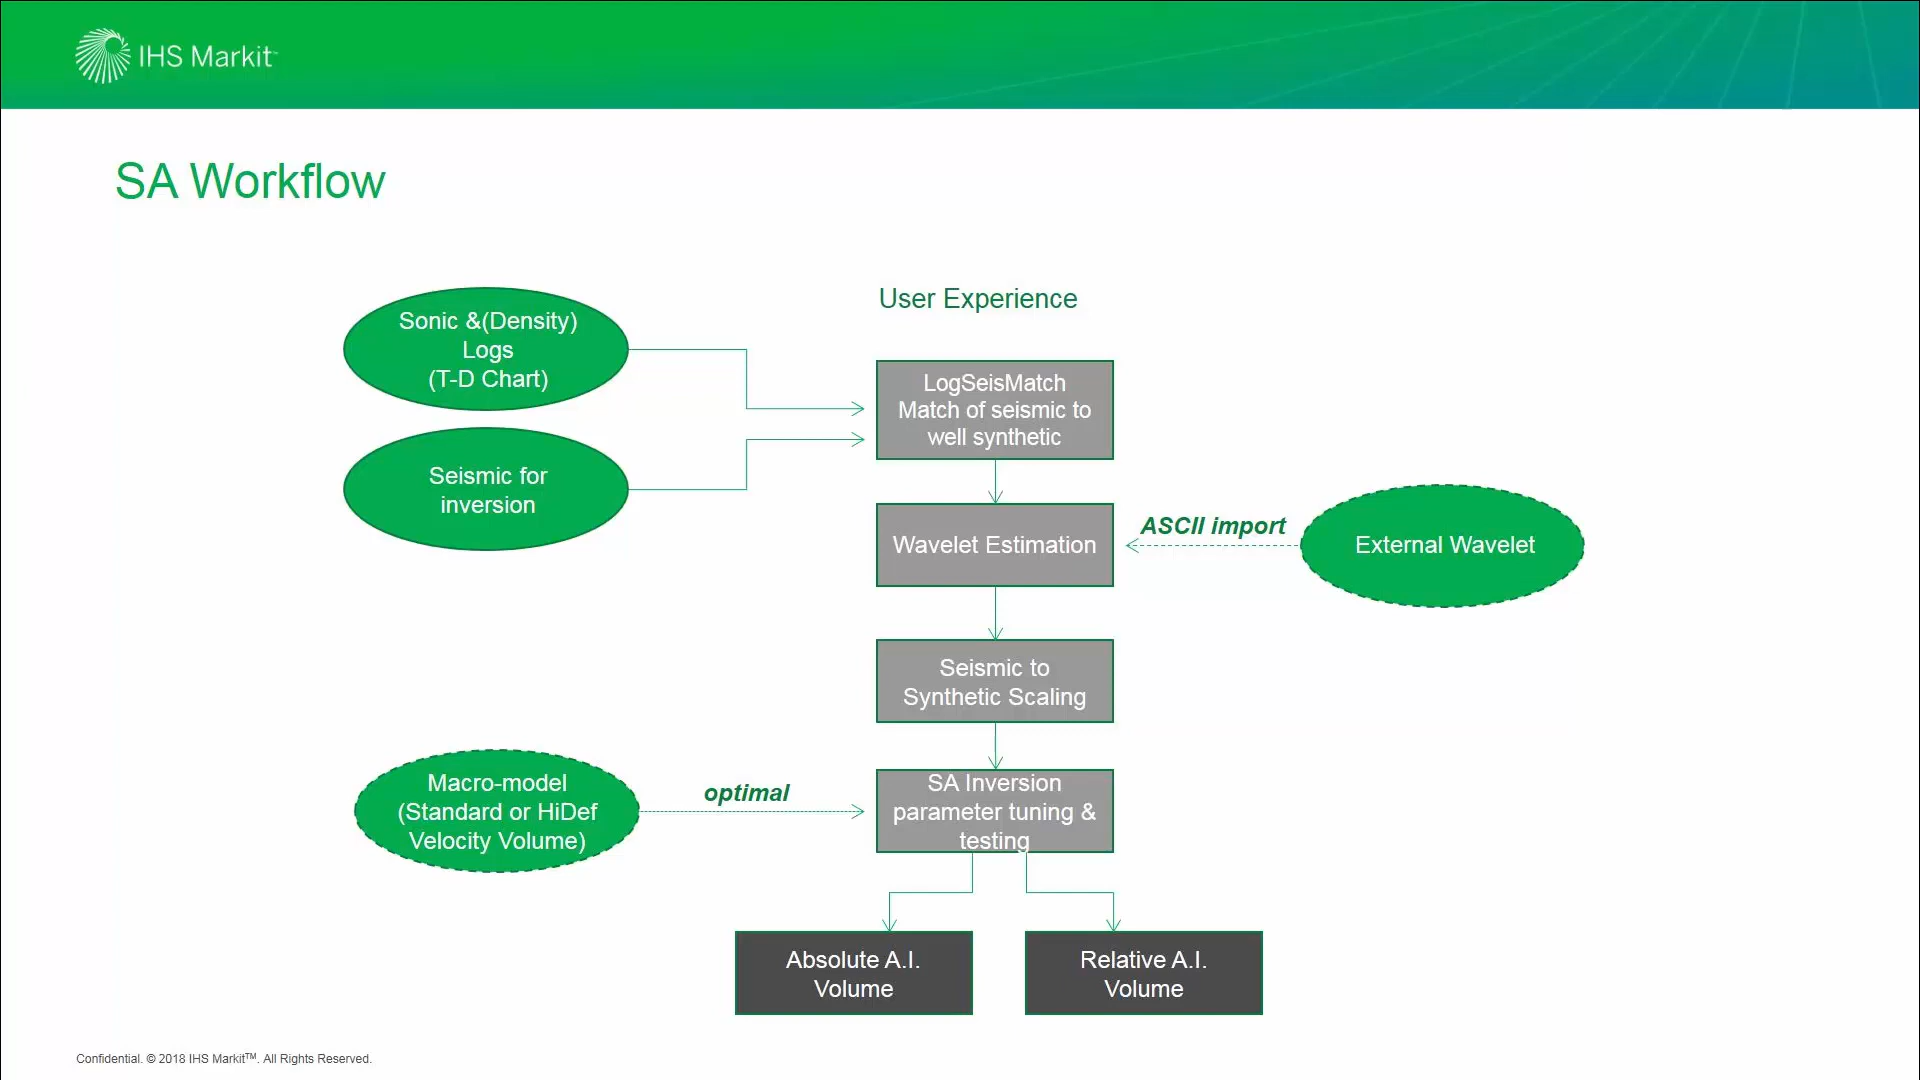 IHS Markit™
SA Workflow
User Experience
Sonic &(Density)
Logs
(T-D Chart)
Seismic for
inversion
LogSeisMatch
Match of seismic to
well synthetic
Wavelet Estimation
ASCII import
External Wavelet
Seismic to
Synthetic Scaling
Macro-model
(Standard or HiDef
Velocity Volume)
optimal
SA Inversion
parameter tuning &
testing
Absolute A.I.
Volume
Relative A.I.
Volume
Confidential. © 2018 IHS Markit™. All Rights Reserved.